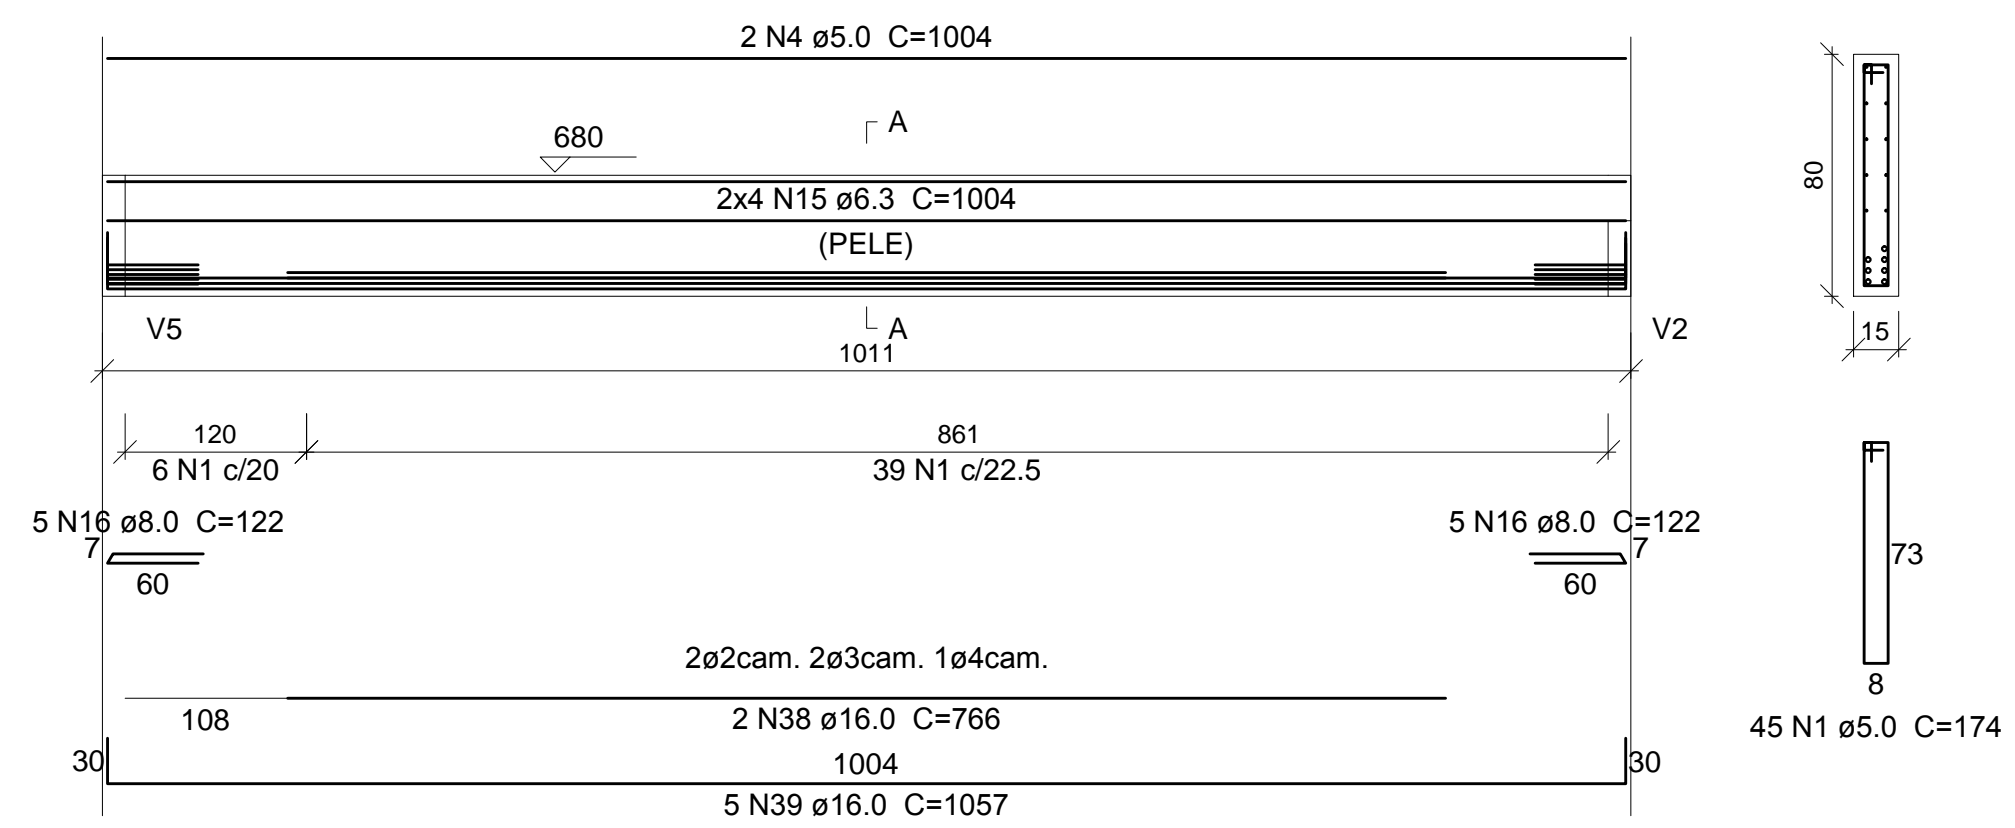 2 N4 ø5.0 C=1004
A
680
2x4 N15 ø6.3 C=1004
(PELE)
80
15
V5
A
V2
1011
120
861
6 N1 c/20
39 N1 c/22.5
5 N16 ø8.0 C=122
5 N16 ø8.0 C=122
7
7
60
60
73
8
45 N1 ø5.0 C=174
2ø2cam. 2ø3cam. 1ø4cam.
108
2 N38 ø16.0 C=766
30
1004
30
5 N39 ø16.0 C=1057